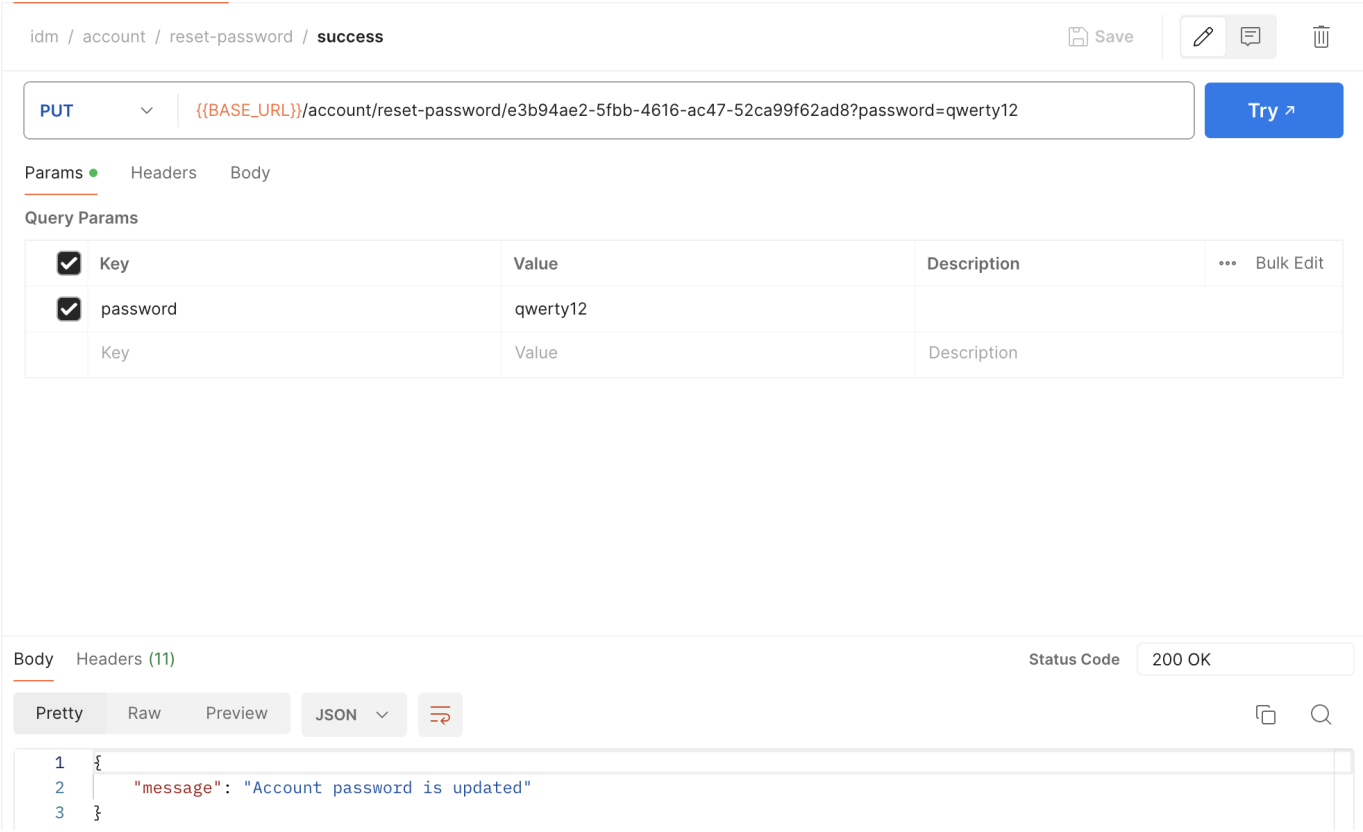 idm / account / reset-password / success
Save
PUT
{{BASE_URL}}/account/reset-password/e3b94ae2-5fbb-4616-ac47-52ca99f62ad8?password=qwerty12
Try ↗
Params Headers Body
Query Params
Key Value Description ••• Bulk Edit
password qwerty12
Key Value Description
Body Headers (11) Status Code 200 OK
Pretty Raw Preview JSON
1 {
2 "message": "Account password is updated"
3 }